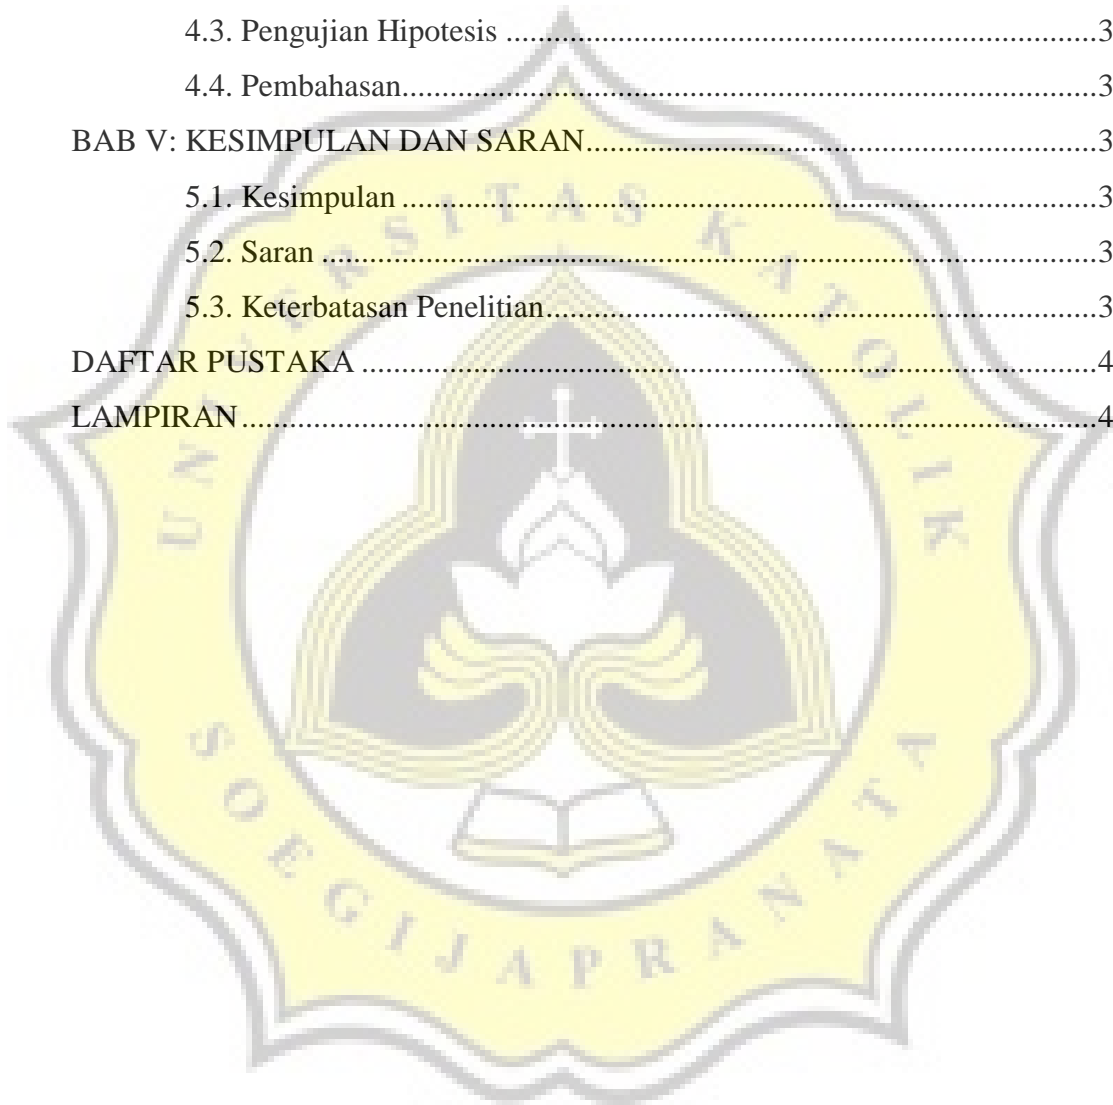 4.3. Pengujian Hipotesis ........................................................................... 3
4.4. Pembahasan........................................................................................ 3
BAB V: KESIMPULAN DAN SARAN................................................................ 3
5.1. Kesimpulan ........................................................................................ 3
5.2. Saran .................................................................................................. 3
5.3. Keterbatasan Penelitian...................................................................... 3
DAFTAR PUSTAKA ............................................................................................ 4
LAMPIRAN........................................................................................................... 4
UNIVERSITAS KATOLIK
SOEGIJAPRANATA